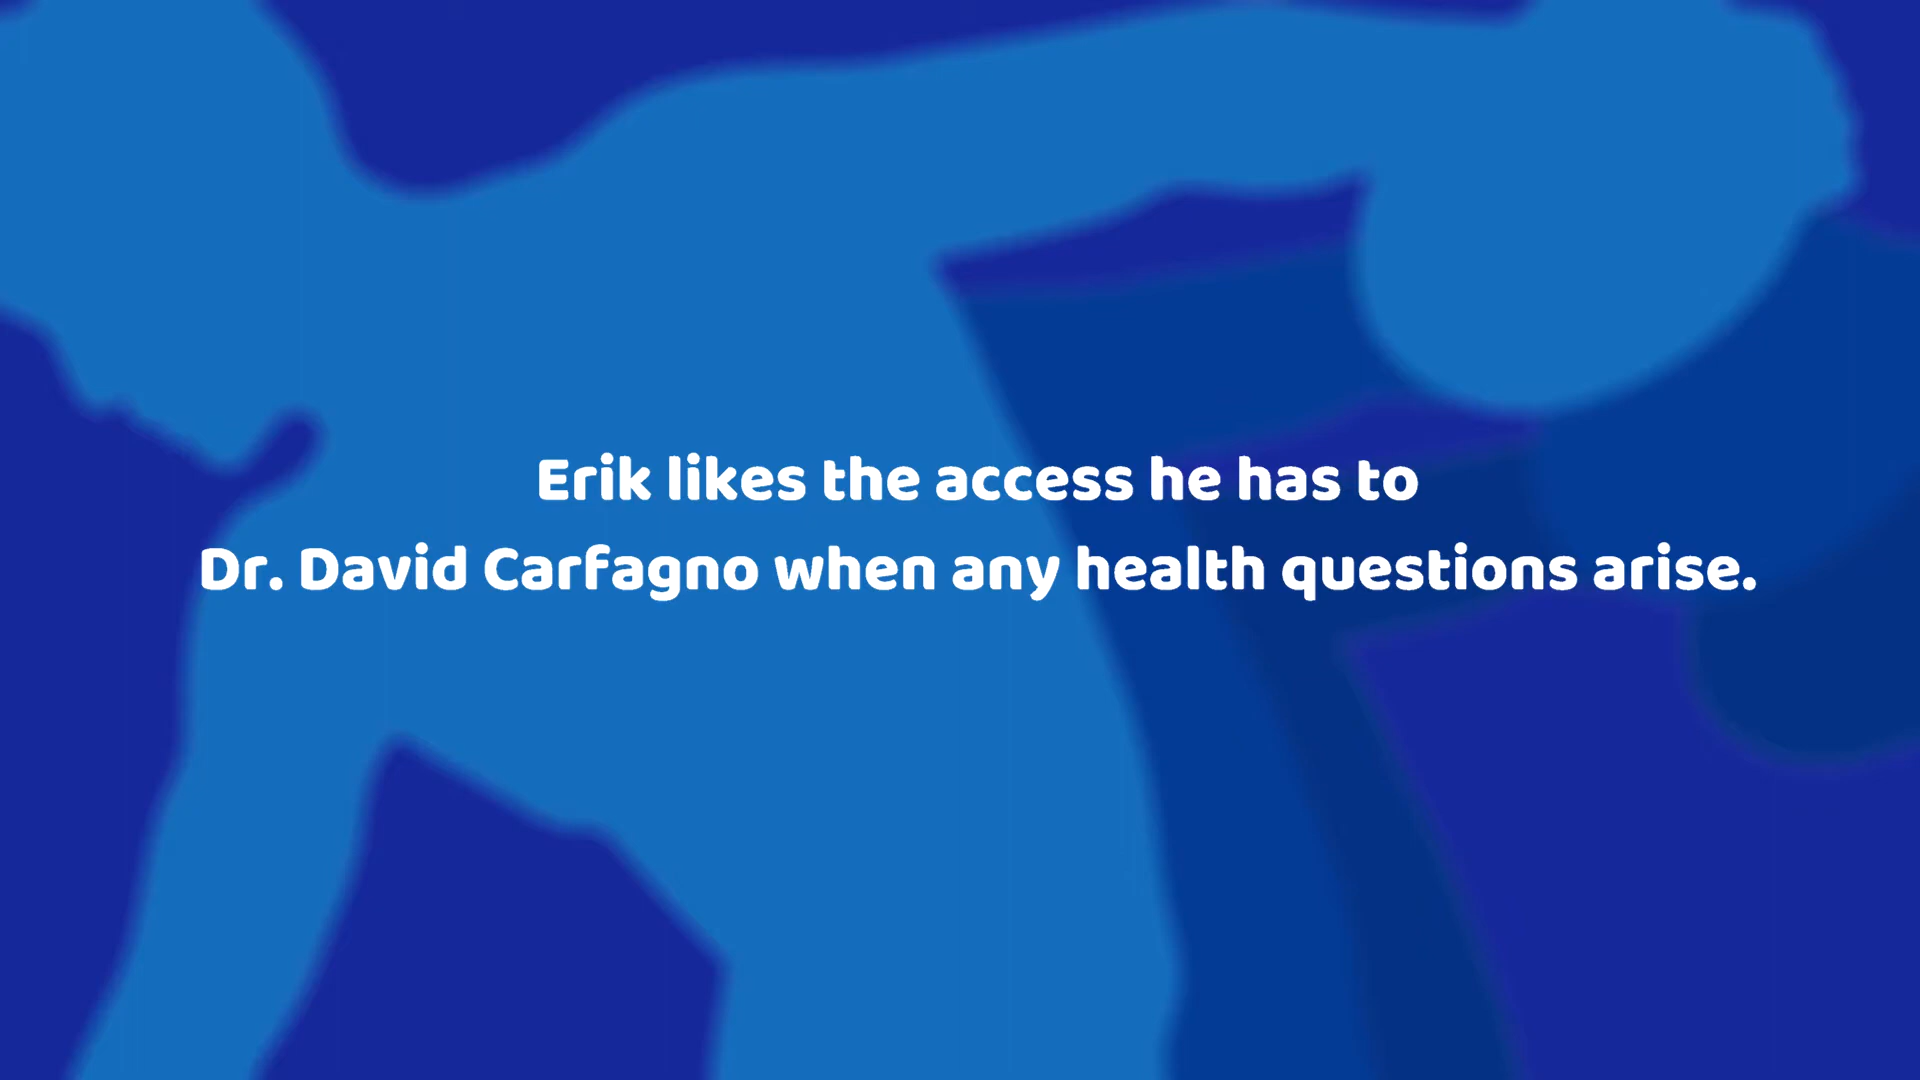 Erik likes the access he has to
Dr. David Carfagno when any health questions arise.